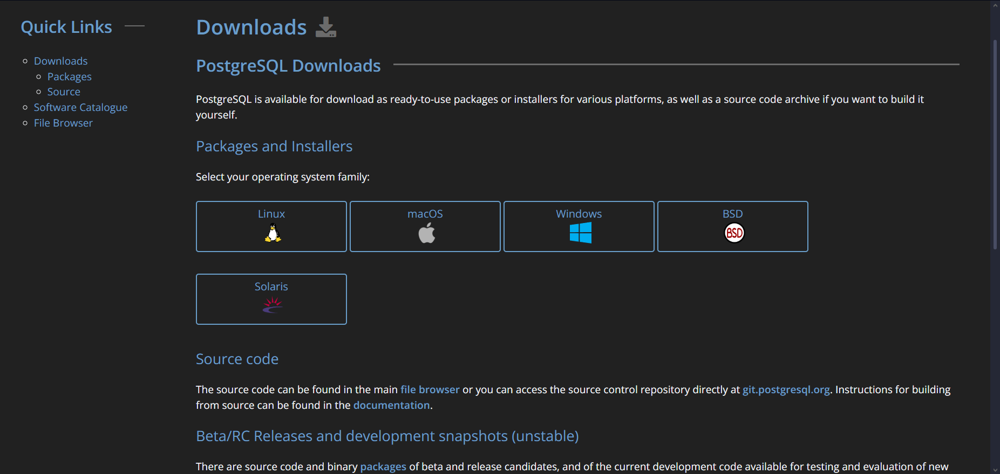 Quick Links
Downloads
Packages
Source
Software Catalogue
File Browser
Downloads
PostgreSQL Downloads
PostgreSQL is available for download as ready-to-use packages or installers for various platforms, as well as a source code archive if you want to build it
yourself.
Packages and Installers
Select your operating system family:
Linux
macOS
Windows
BSD
BSD
Solaris
Source code
The source code can be found in the main file browser or you can access the source control repository directly at git.postgresql.org. Instructions for building
from source can be found in the documentation.
Beta/RC Releases and development snapshots (unstable)
There are source code and binary packages of beta and release candidates, and of the current development code available for testing and evaluation of new